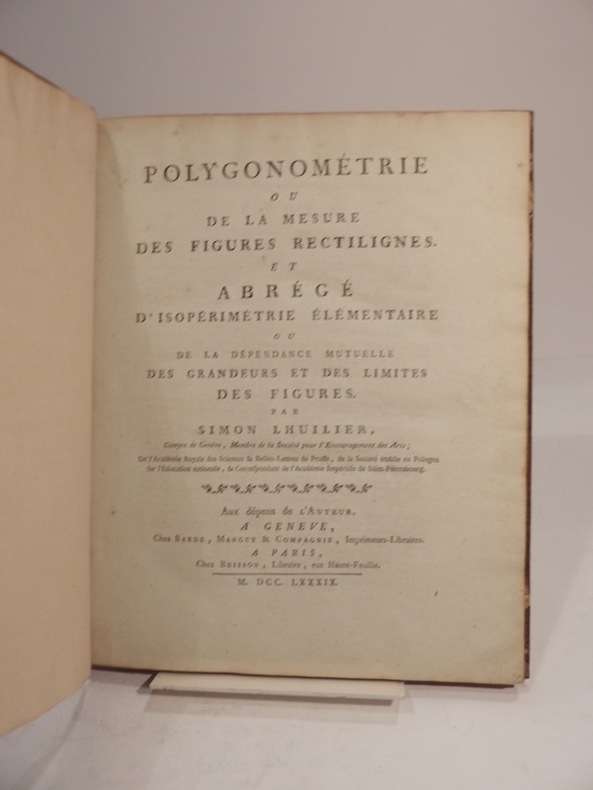 POLYGONOMÉTRIE
OU
DE LA MESURE
DES FIGURES RECTILIGNES.
ET
ABRÉGÉ
D'ISOPÉRIMÉTRIE ÉLÉMENTAIRE
OU
DE LA DÉPENDANCE MUTUELLE
DES GRANDEURS ET DES LIMITES
DES FIGURES.
PAR
SIMON LHUILIER,
Citoyen de Genève, Membre de la Société pour l'Encouragement des Arts;
De l'Académie Royale des Sciences & Belles-Lettres de Prusse, de la Société établie en Pologne
for l'Education nationale, & Correspondant de l'Académie Impériale de Saint-Pétersbourg.
Aux dépens de L'AUTEUR.
A GENEVE,
Chez BARDE, MANGET & COMPAGNIE, Imprimeurs-Libraires.
A PARIS,
Chez BUISSON, Libraire, rue Haute-Feuille.
M. DCC. LXXXIX.